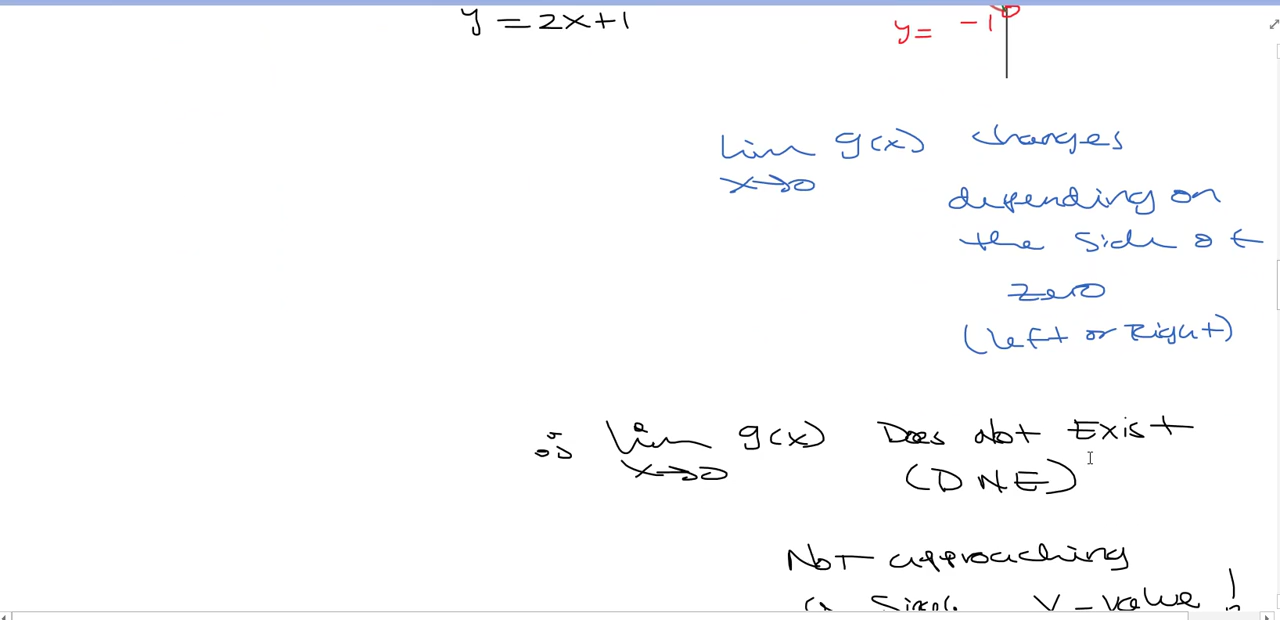 y = 2x+1
y = -1
lim g(x) changes
x→0
depending on
the side of
zero
(left or Right)
∴ lim g(x) Does Not Exist
x→0 (DNE)
Not approaching
y-value!